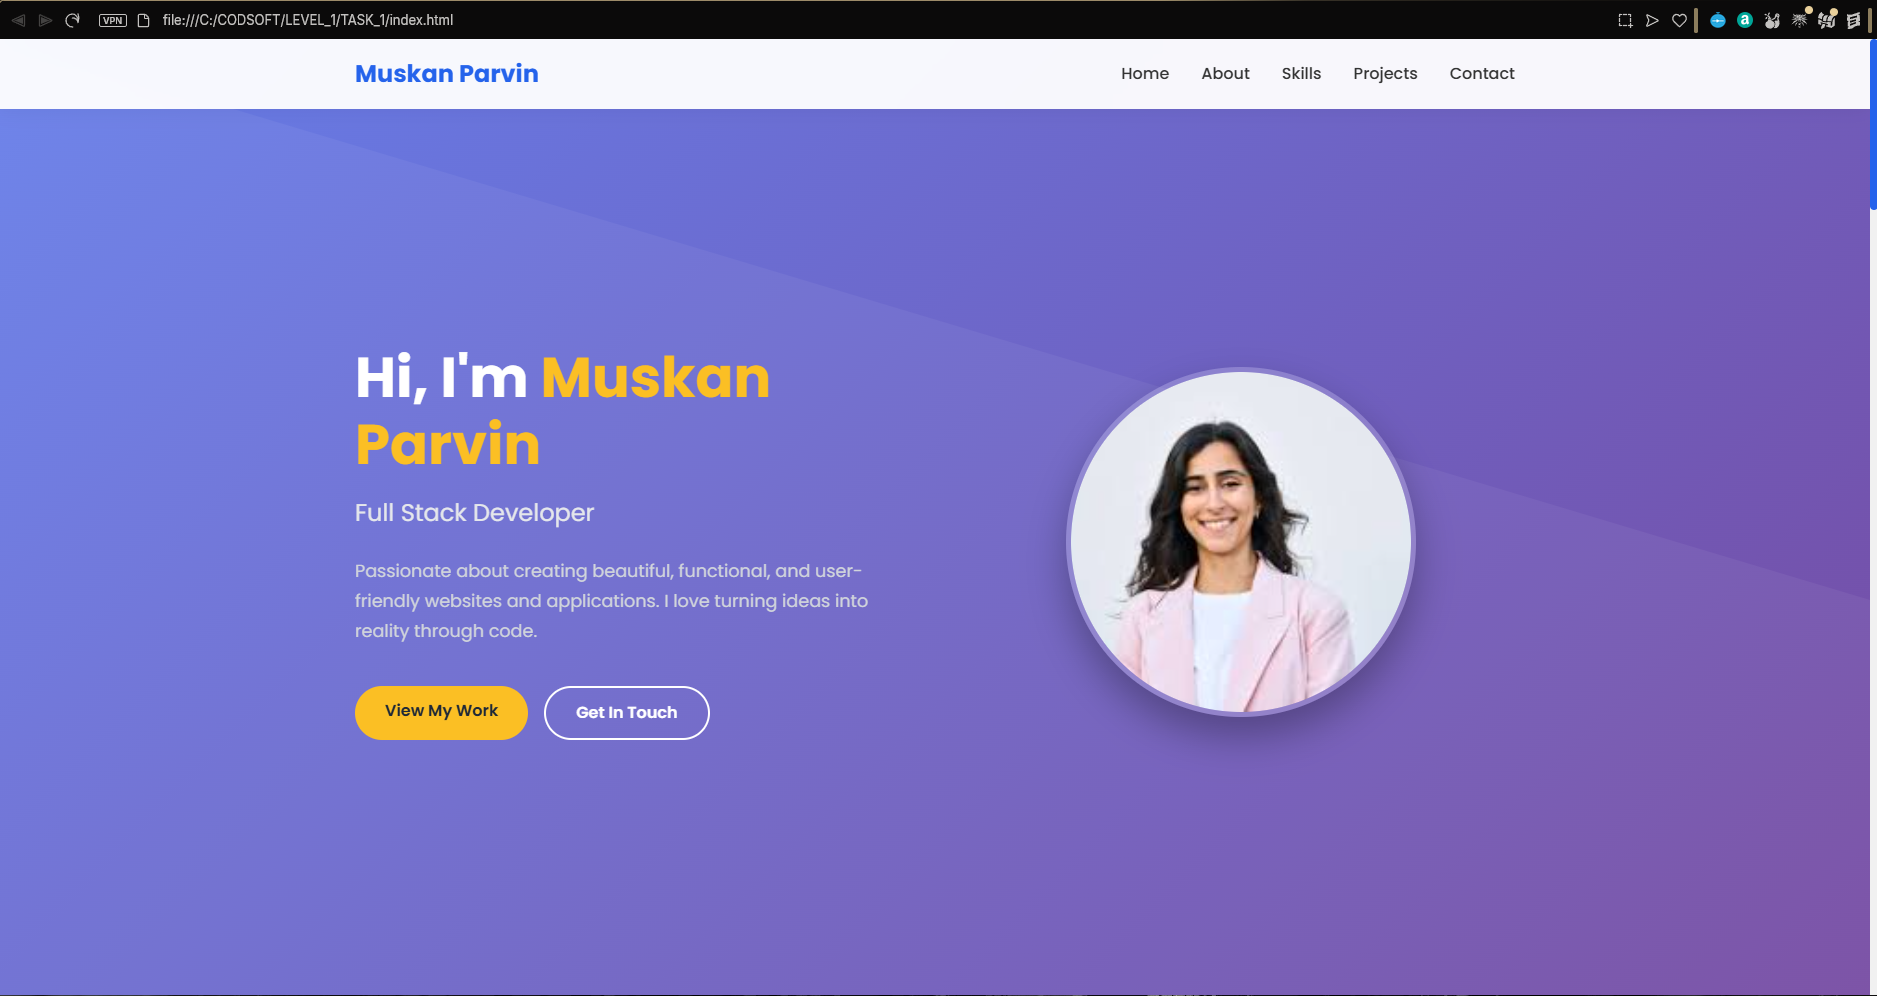 VPN file:///C:/CODSOFT/LEVEL_1/TASK_1/index.html
Muskan Parvin
Home About Skills Projects Contact
Hi, I'm Muskan
Parvin
Full Stack Developer
Passionate about creating beautiful, functional, and user-
friendly websites and applications. I love turning ideas into
reality through code.
View My Work Get In Touch